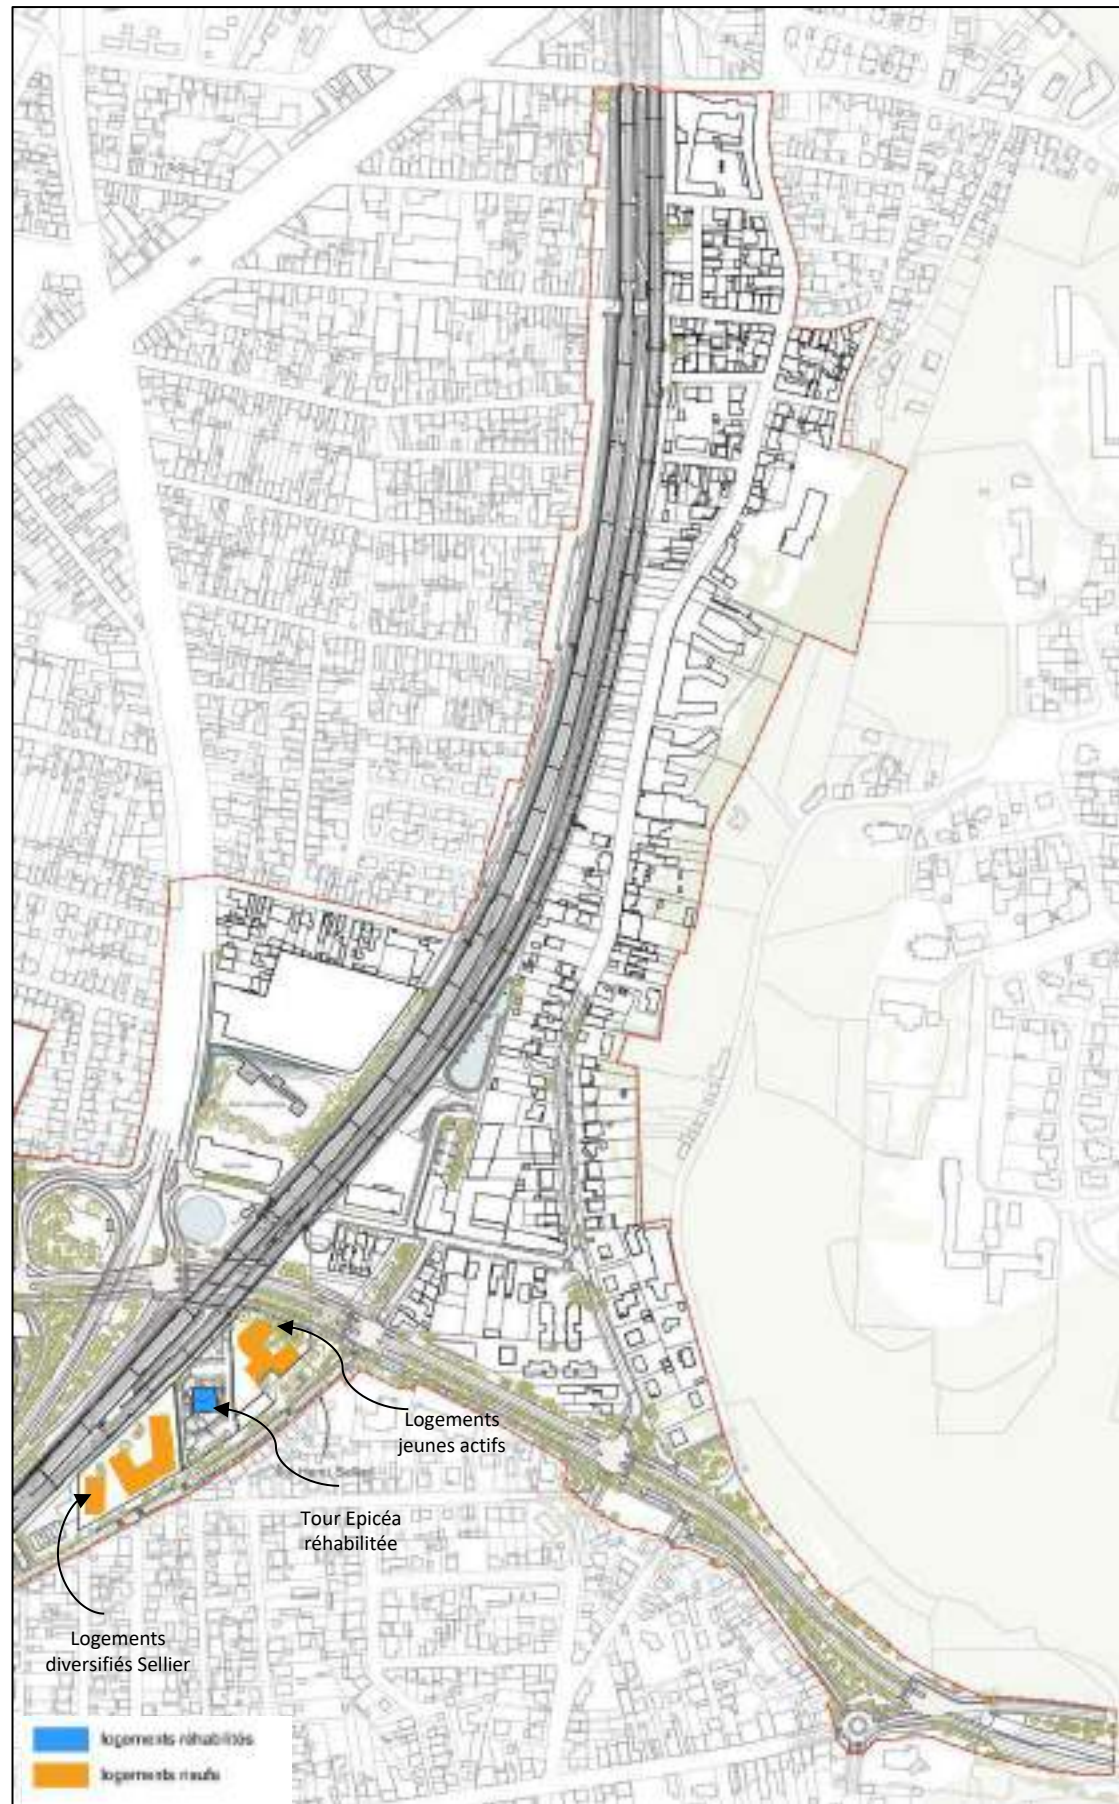 Logements
jeunes actifs
Tour Epicéa
réhabilitée
Logements
diversifiés Sellier
logements réhabilités
logements neufs